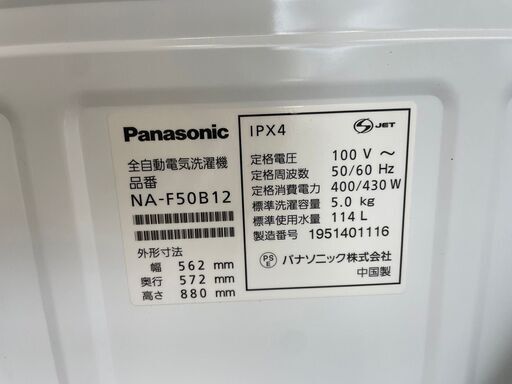 Panasonic
全自動電気洗濯機
品番
NA-F50B12
外形寸法
幅 562 mm
奥行 572 mm
高さ 880 mm
IPX4
JET
定格電圧 100 V ～
定格周波数 50/60 Hz
定格消費電力 400/430 W
標準洗濯容量 5.0 kg
標準使用水量 114 L
製造番号 1951401116
PS
E
パナソニック株式会社
中国製